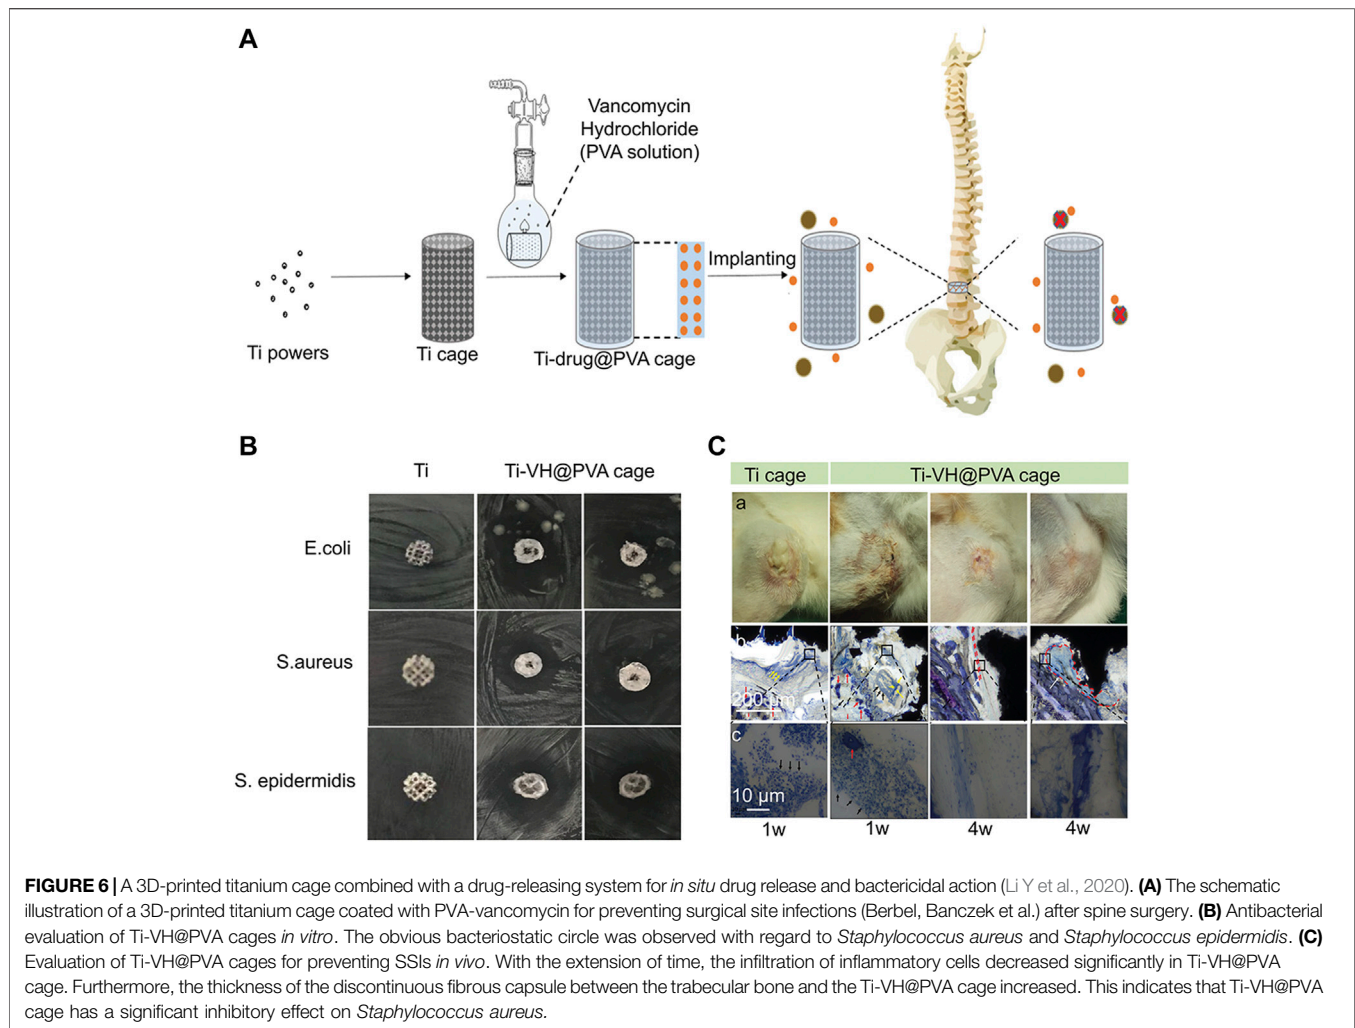 A
Vancomycin
Hydrochloride
(PVA solution)
Implanting
Ti powers
Ti cage
Ti-drug@PVA cage
B
Ti
Ti-VH@PVA cage
E.coli
S.aureus
S. epidermidis
C
Ti cage
Ti-VH@PVA cage
a
b
200 μm
c
10 μm
1w
1w
4w
4w
FIGURE 6 | A 3D-printed titanium cage combined with a drug-releasing system for in situ drug release and bactericidal action (Li Y et al., 2020). (A) The schematic
illustration of a 3D-printed titanium cage coated with PVA-vancomycin for preventing surgical site infections (Berbel, Banczek et al.) after spine surgery. (B) Antibacterial
evaluation of Ti-VH@PVA cages in vitro. The obvious bacteriostatic circle was observed with regard to Staphylococcus aureus and Staphylococcus epidermidis. (C)
Evaluation of Ti-VH@PVA cages for preventing SSIs in vivo. With the extension of time, the infiltration of inflammatory cells decreased significantly in Ti-VH@PVA
cage. Furthermore, the thickness of the discontinuous fibrous capsule between the trabecular bone and the Ti-VH@PVA cage increased. This indicates that Ti-VH@PVA
cage has a significant inhibitory effect on Staphylococcus aureus.